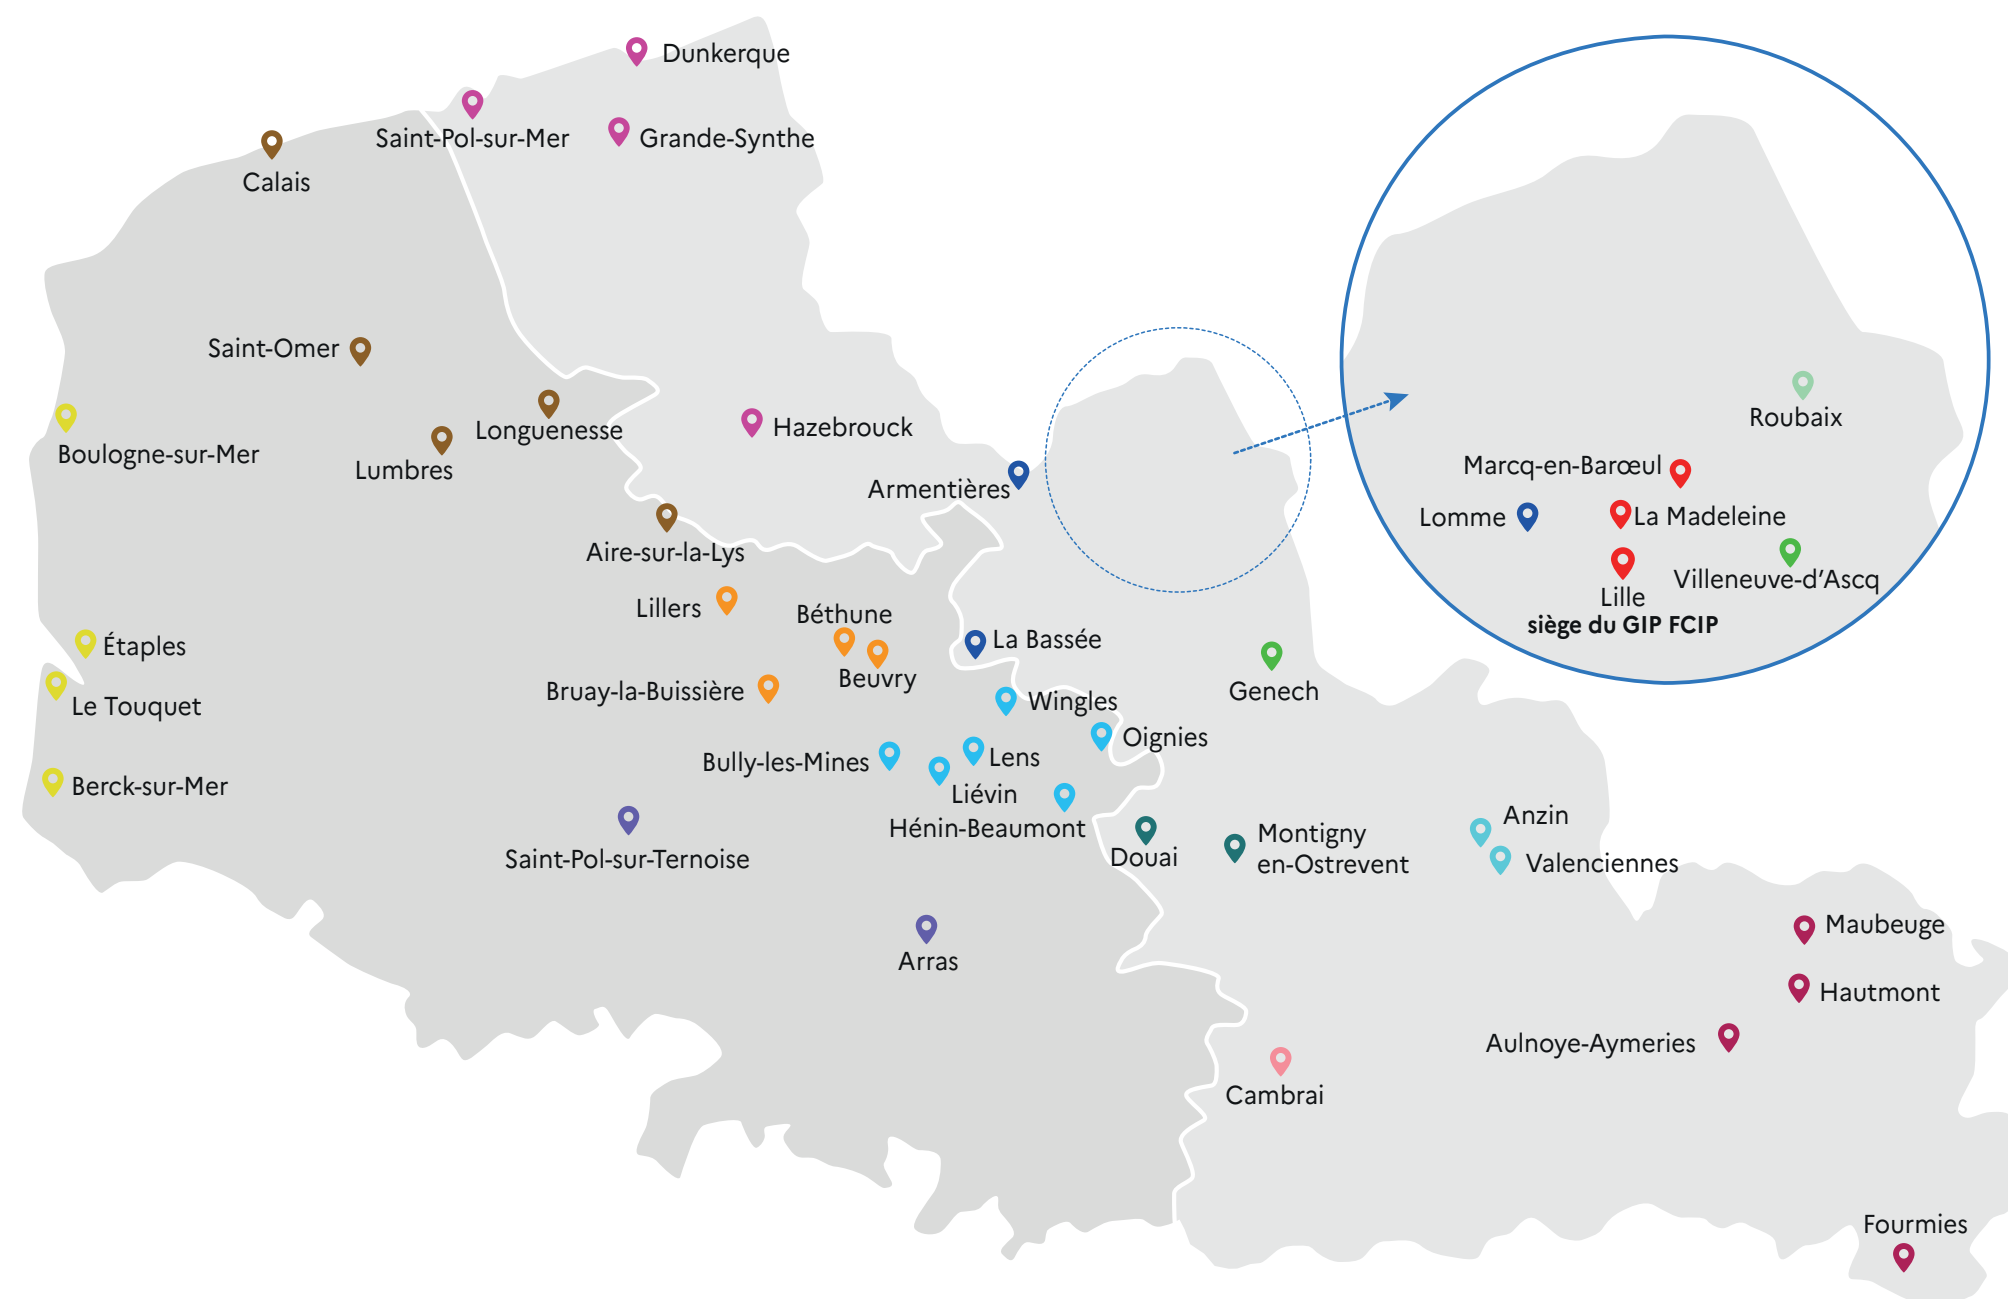 Dunkerque
Saint-Pol-sur-Mer
Grande-Synthe
Calais
Saint-Omer
Boulogne-sur-Mer
Lumbres
Longuenesse
Hazebrouck
Armentières
Aire-sur-la-Lys
Lillers
Béthune
Beuvry
Bruay-la-Buissière
La Bassée
Étaples
Le Touquet
Berck-sur-Mer
Wingles
Oignies
Genech
Bully-les-Mines
Lens
Liévin
Hénin-Beaumont
Saint-Pol-sur-Ternoise
Arras
Douai
Montigny
en-Ostrevent
Anzin
Valenciennes
Maubeuge
Hautmont
Aulnoye-Aymeries
Cambrai
Fourmies
Roubaix
Marcq-en-Barœul
Lomme
La Madeleine
Villeneuve-d'Ascq
Lille
siège du GIP FCIP